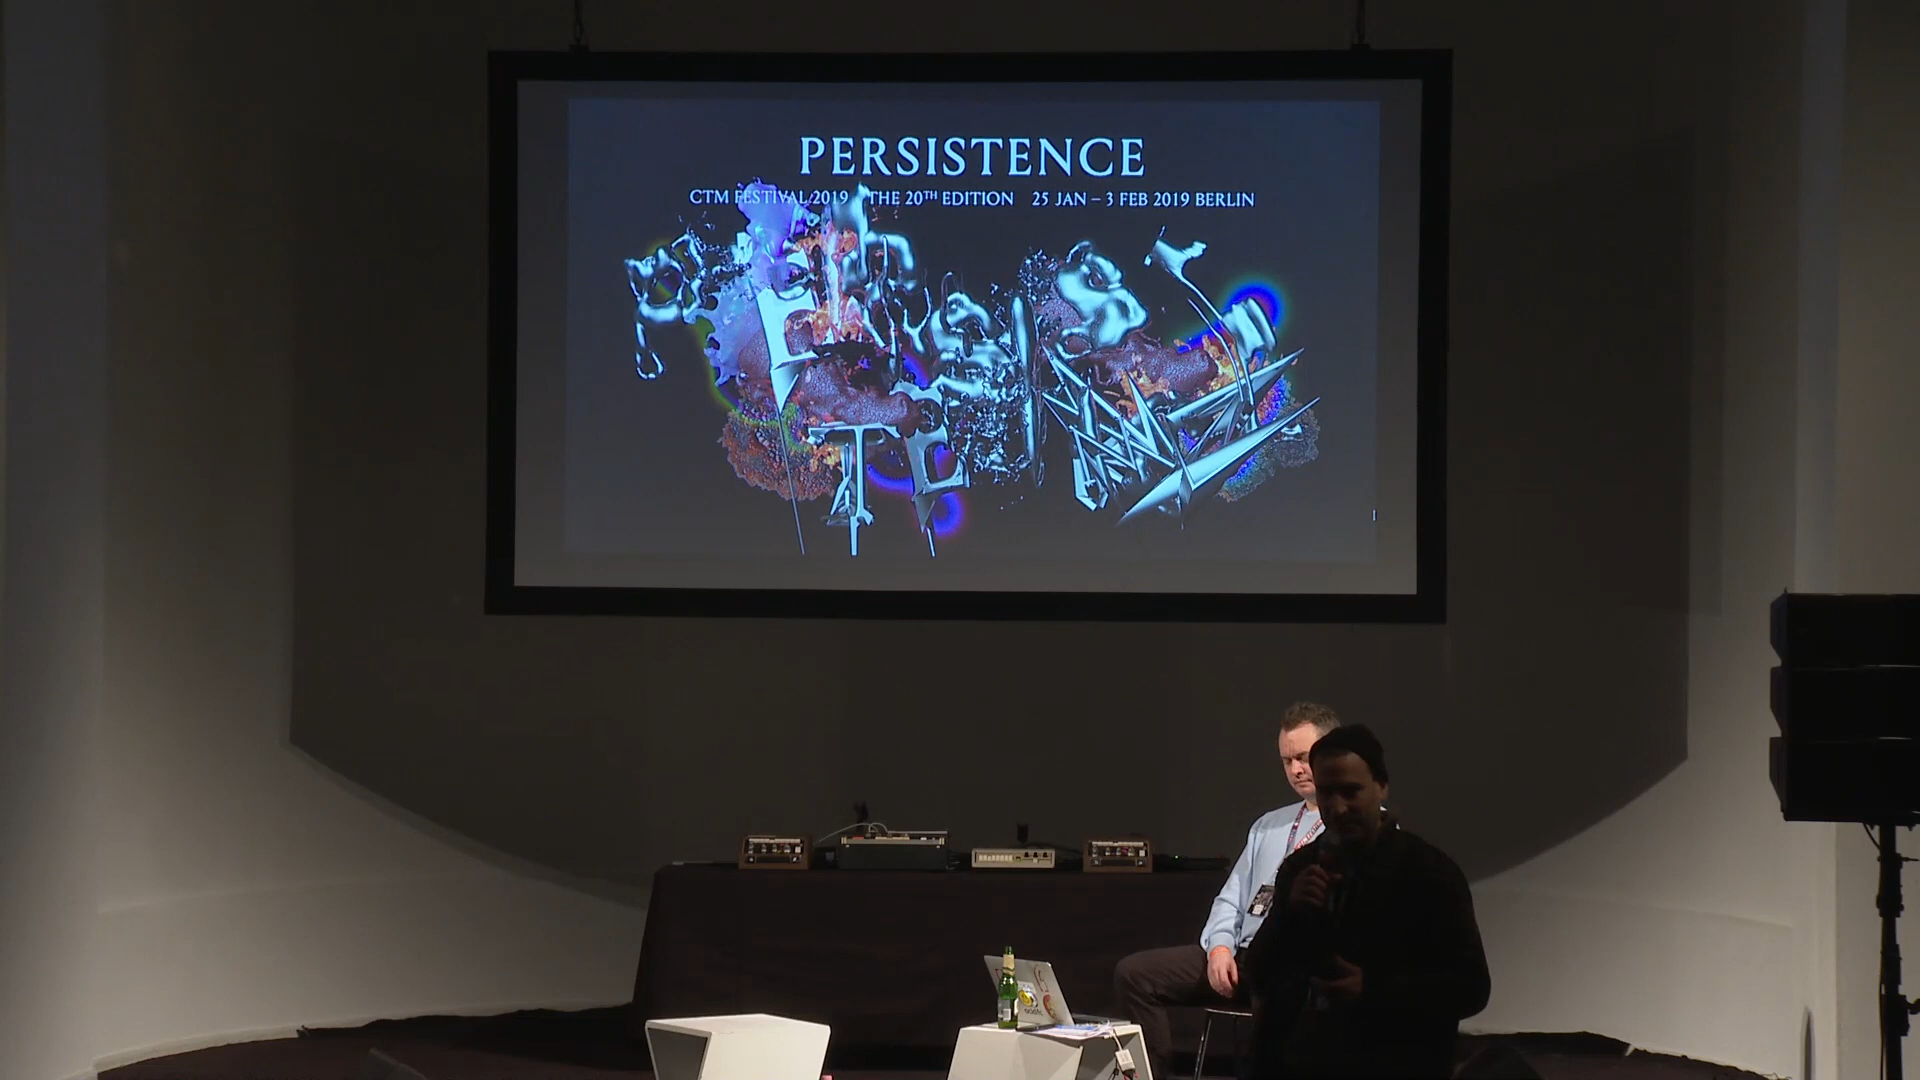 PERSISTENCE
CTM FESTIVAL 2019 THE 20TH EDITION 25 JAN – 3 FEB 2019 BERLIN